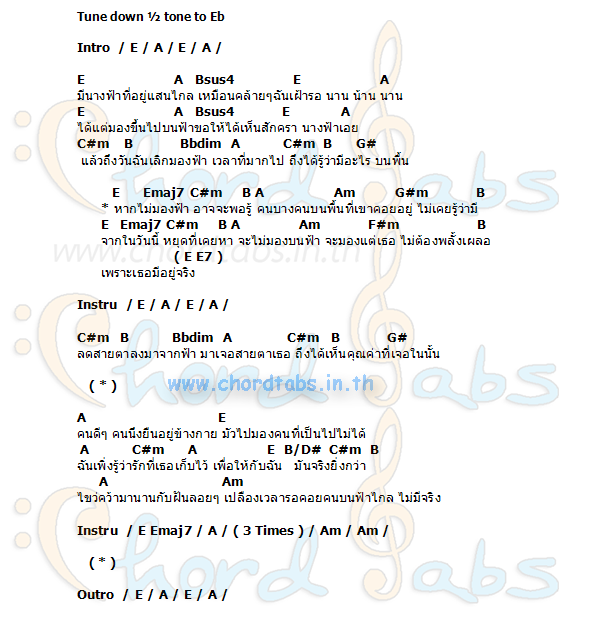 Tune down ½ tone to Eb
Intro / E / A / E / A /
E A Bsus4 E A
มีนางฟ้าที่อยู่แสนไกล เหมือนคล้ายๆฉันเฝ้ารอ นาน น้าน นาน
E A Bsus4 E A
ได้แต่มองขึ้นไปบนฟ้าขอให้ได้เห็นสักครา นางฟ้าเอย
C#m B Bbdim A C#m B G#
แล้วถึงวันฉันเลิกมองฟ้า เวลาที่มากไป ถึงได้รู้ว่ามีอะไร บนพื้น
E Emaj7 C#m B A Am G#m B
* หากไม่มองฟ้า อาจจะพอรู้ คนบางคนบนพื้นที่เขาคอยอยู่ ไม่เคยรู้ว่ามี
E Emaj7 C#m B A Am F#m B
จากในวันนี้ หยุดที่เคยหา จะไม่มองบนฟ้า จะมองแต่เธอ ไม่ต้องพลั้งเผลอ
( E E7 )
เพราะเธอมีอยู่จริง
Instru / E / A / E / A /
C#m B Bbdim A C#m B G#
ลดสายตาลงมาจากฟ้า มาเจอสายตาเธอ ถึงได้เห็นคุณค่าที่เจอในนั้น
( * )
www.chordtabs.in.th
A E
คนดีๆ คนนึงยืนอยู่ข้างกาย มัวไปมองคนที่เป็นไปไม่ได้
A C#m A E B/D# C#m B
ฉันเพิ่งรู้ว่ารักที่เธอเก็บไว้ เพื่อให้กับฉัน มันจริงยิ่งกว่า
A Am
ไขว่คว้ามานานกับฝันลอยๆ เปลืองเวลารอคอยคนบนฟ้าไกล ไม่มีจริง
Instru / E Emaj7 / A / ( 3 Times ) / Am / Am /
( * )
Outro / E / A / E / A /